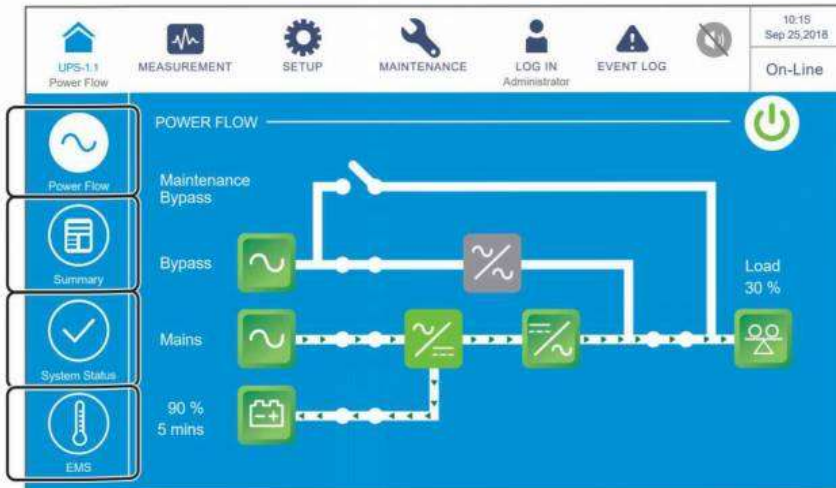 10:15
Sep 25,2018
UPS-1.1
Power Flow
MEASUREMENT
SETUP
MAINTENANCE
LOG IN
Administrator
EVENT LOG
On-Line
Power Flow
Summary
System Status
EMS
POWER FLOW
Maintenance
Bypass
Bypass
Load
30 %
Mains
90 %
5 mins